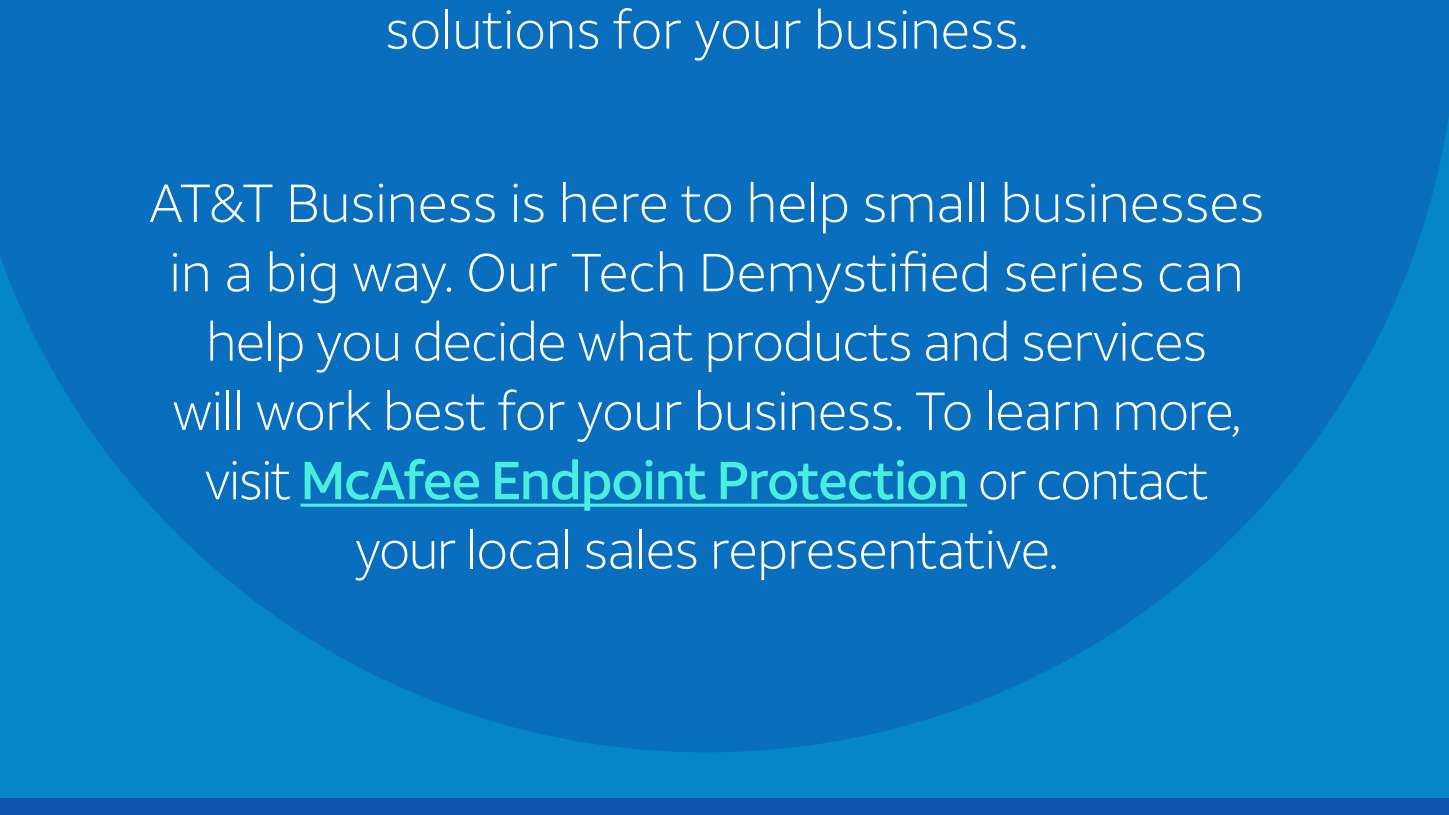 solutions for your business.
AT&T Business is here to help small businesses
in a big way. Our Tech Demystified series can
help you decide what products and services
will work best for your business. To learn more,
visit McAfee Endpoint Protection or contact
your local sales representative.